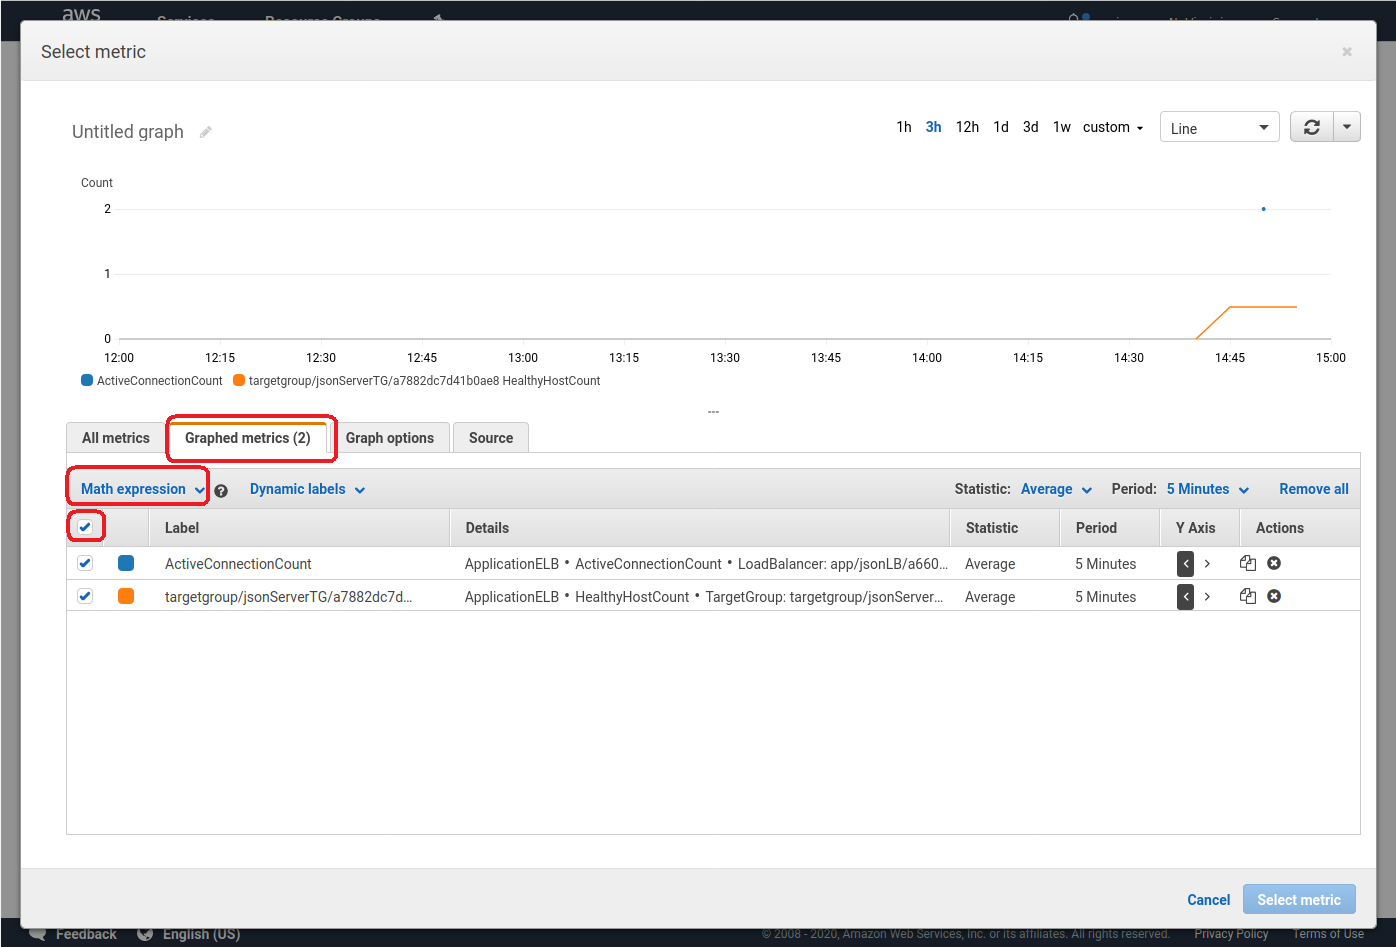 aws Services Resource Groups
Select metric
Untitled graph
1h 3h 12h 1d 3d 1w custom Line
Count
2
1
0
12:00 12:15 12:30 12:45 13:00 13:15 13:30 13:45 14:00 14:15 14:30 14:45 15:00
ActiveConnectionCount targetgroup/jsonServerTG/a7882dc7d41b0ae8 HealthyHostCount
All metrics Graphed metrics (2) Graph options Source
Math expression ? Dynamic labels Statistic: Average Period: 5 Minutes Remove all
Label Details Statistic Period Y Axis Actions
ActiveConnectionCount ApplicationELB • ActiveConnectionCount • LoadBalancer: app/jsonLB/a660... Average 5 Minutes < >
targetgroup/jsonServerTG/a7882dc7d... ApplicationELB • HealthyHostCount • TargetGroup: targetgroup/jsonServer... Average 5 Minutes < >
Cancel Select metric
Feedback English (US) © 2008 - 2020, Amazon Web Services, Inc. or its affiliates. All rights reserved. Privacy Policy Terms of Use